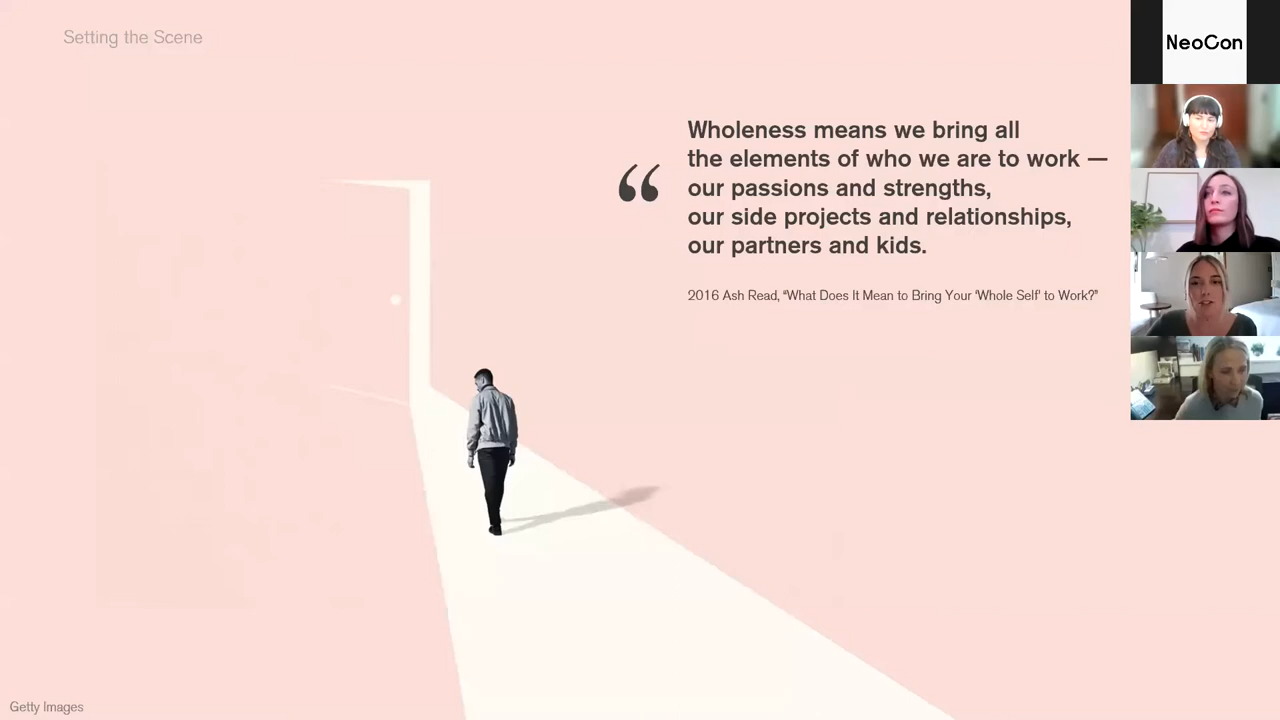 Setting the Scene
NeoCon
“
Wholeness means we bring all
the elements of who we are to work —
our passions and strengths,
our side projects and relationships,
our partners and kids.
2016 Ash Read, “What Does It Mean to Bring Your ‘Whole Self’ to Work?”
Getty Images